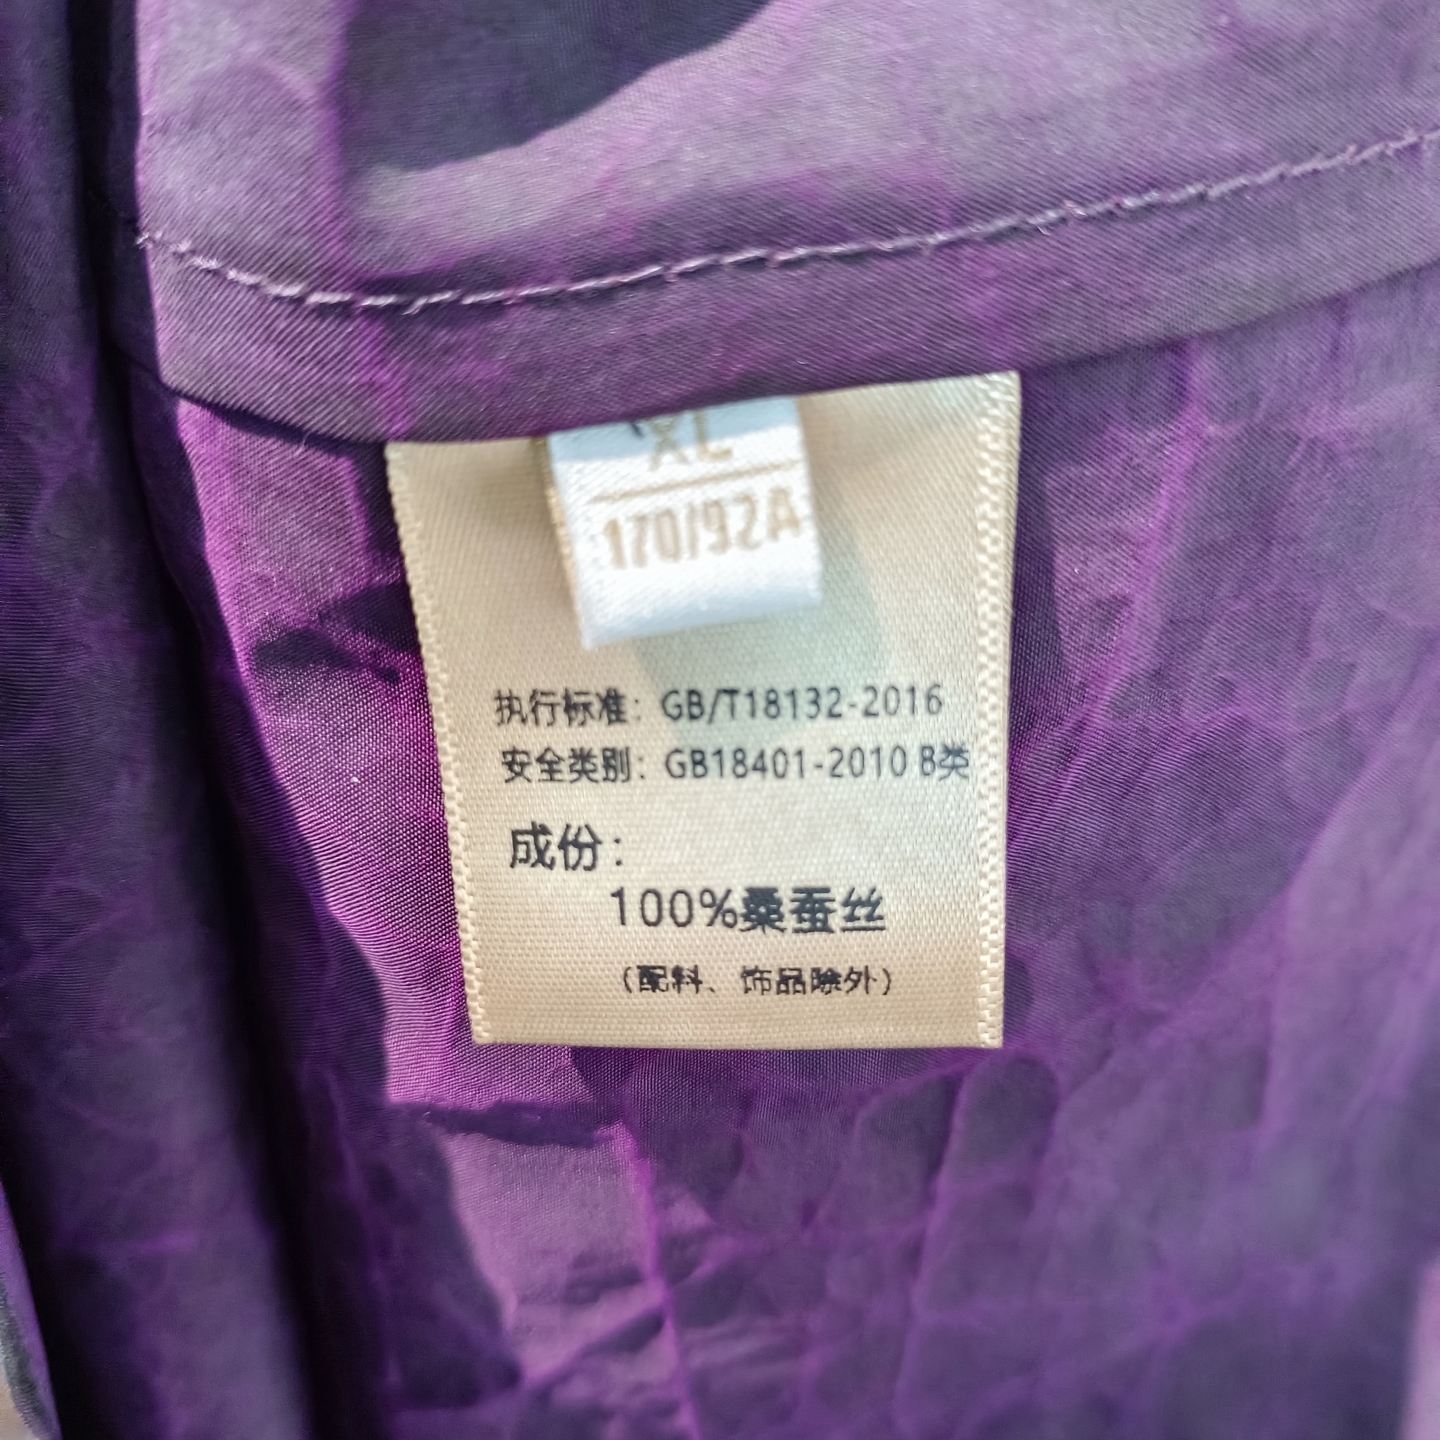 XL
170/92A
执行标准：GB/T18132-2016
安全类别：GB18401-2010 B类
成份：
100%桑蚕丝
（配料、饰品除外）